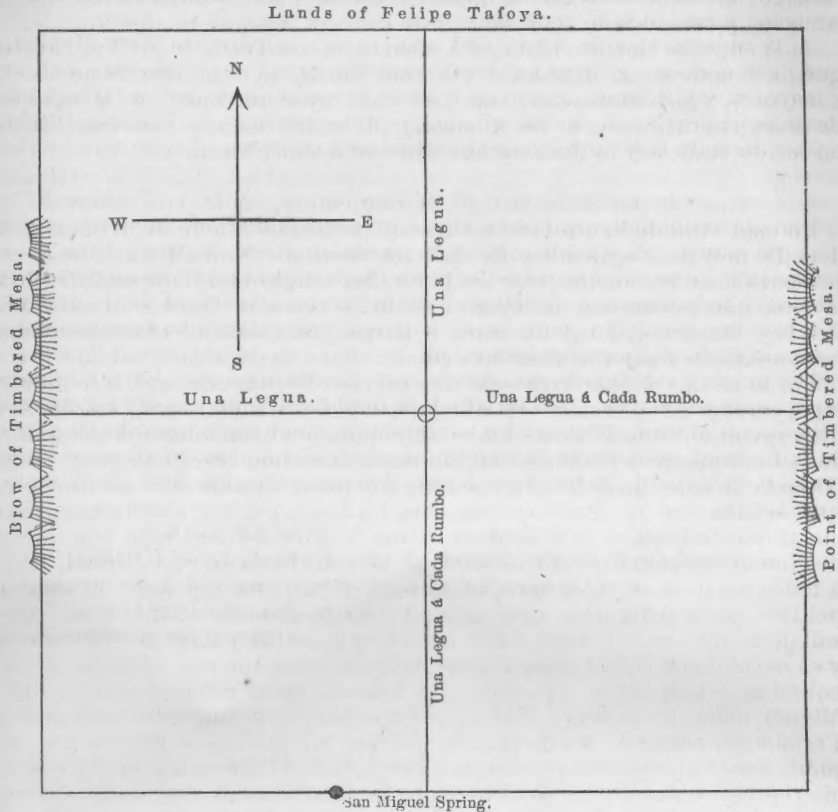 Lands of Felipe Tafoya.
N
W
E
S
Una Legua.
Brow of Timbered Mesa.
Point of Timbered Mosa
Una Legua.
Una Legua á Cada Rumbo.
Una Legua á Cada Rumbo.
San Miguel Spring.